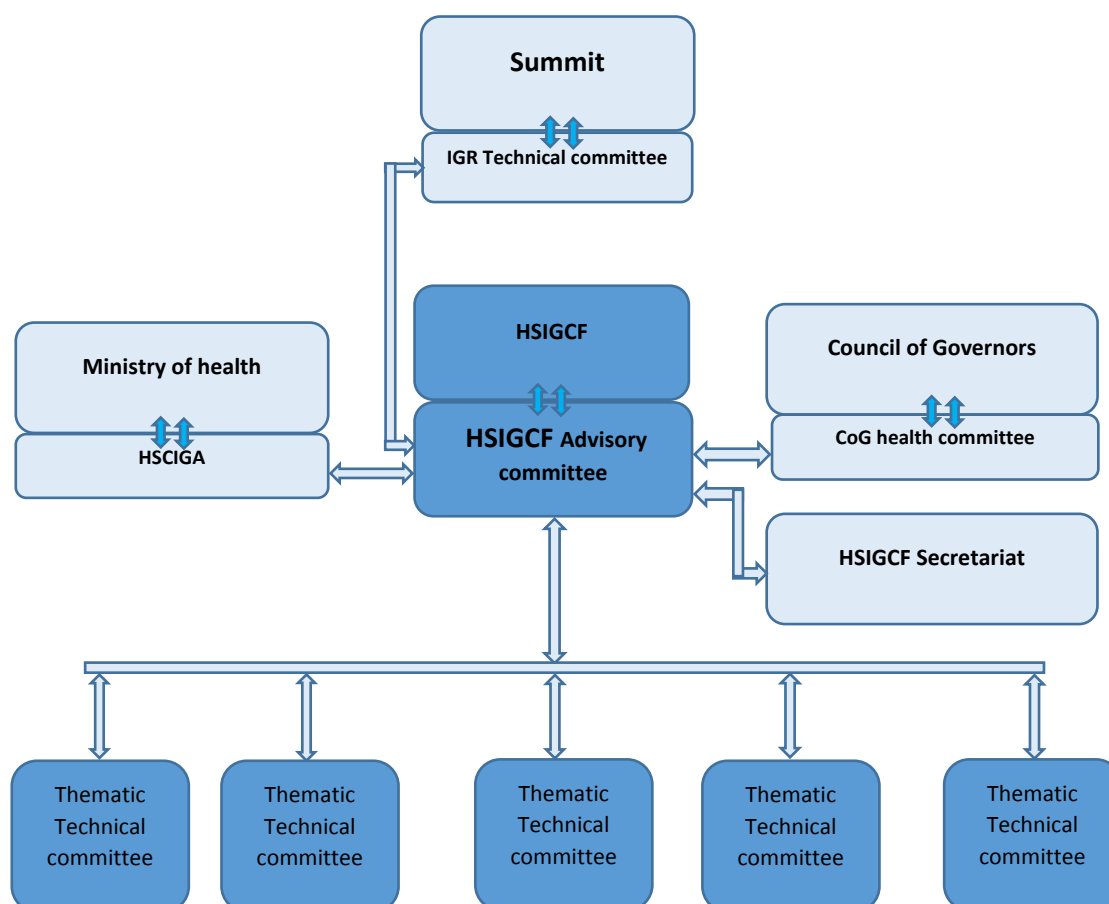 Summit
IGR Technical committee
HSIGCF
Ministry of health
Council of Governors
HSCIGA
HSIGCF Advisory
committee
CoG health committee
HSIGCF Secretariat
Thematic
Technical
committee
Thematic
Technical
committee
Thematic
Technical
committee
Thematic
Technical
committee
Thematic
Technical
committee